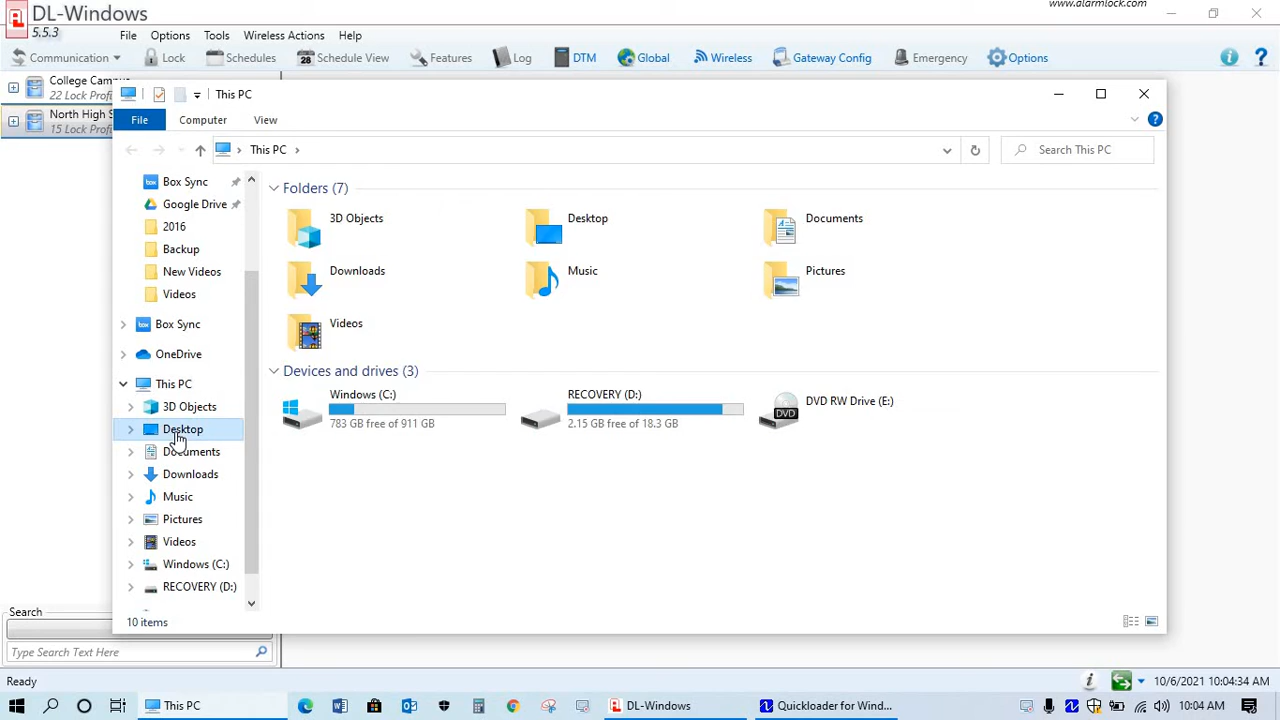 DL-Windows
www.alarmlock.com
5.5.3
File Options Tools Wireless Actions Help
Communication Lock Schedules 28 Schedule View Features Log DTM Global Wireless Gateway Config Emergency Options
College Campus
22 Lock Profi
North High S
15 Lock Profi
This PC
File Computer View
This PC
Search This PC
Box Sync
Google Drive
2016
Backup
New Videos
Videos
Box Sync
OneDrive
This PC
3D Objects
Desktop
Documents
Downloads
Music
Pictures
Videos
Windows (C:)
RECOVERY (D:)
Folders (7)
3D Objects Desktop Documents
Downloads Music Pictures
Videos
Devices and drives (3)
Windows (C:)
783 GB free of 911 GB
RECOVERY (D:)
2.15 GB free of 18.3 GB
DVD
DVD RW Drive (E:)
10 items
Search
Type Search Text Here
Ready
10/6/2021 10:04:34 AM
This PC DL-Windows Quickloader for Wind... 10:04 AM